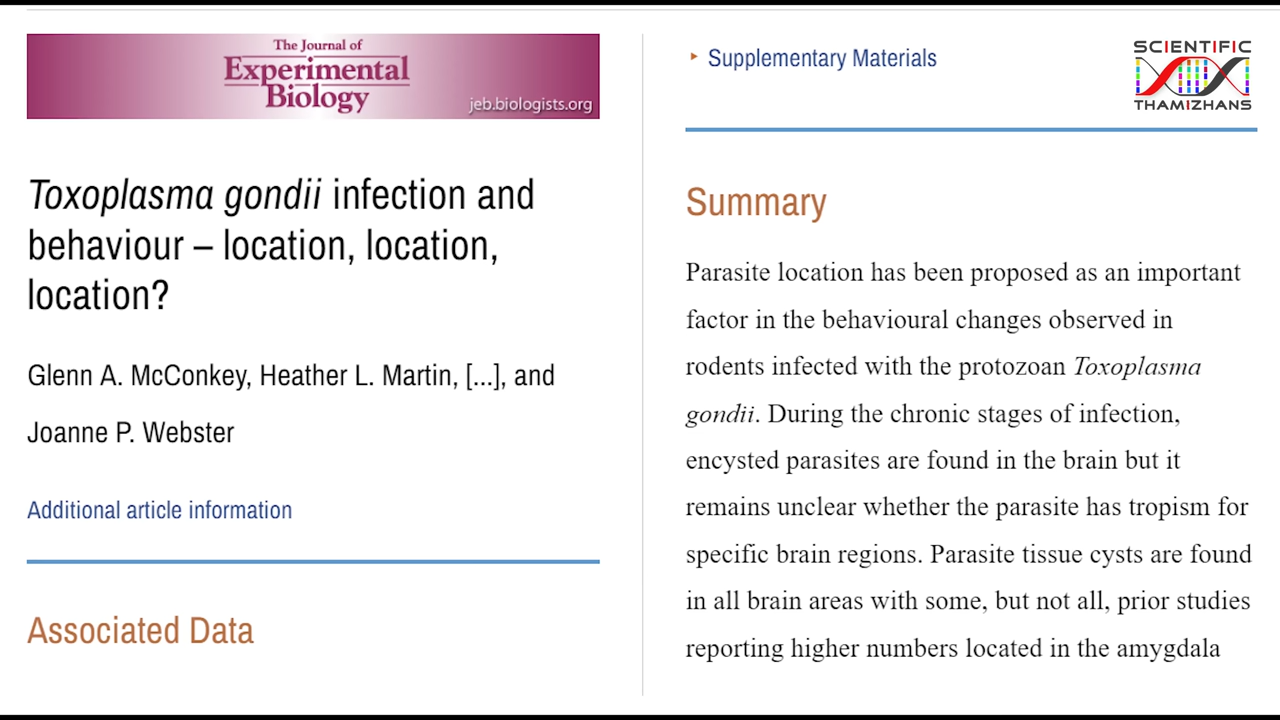 The Journal of
Experimental
Biology
jeb.biologists.org
Toxoplasma gondii infection and
behaviour – location, location,
location?
Glenn A. McConkey, Heather L. Martin, [...], and
Joanne P. Webster
Additional article information
Associated Data
‣ Supplementary Materials
SCIENTIFIC
THAMIZHANS
Summary
Parasite location has been proposed as an important
factor in the behavioural changes observed in
rodents infected with the protozoan Toxoplasma
gondii. During the chronic stages of infection,
encysted parasites are found in the brain but it
remains unclear whether the parasite has tropism for
specific brain regions. Parasite tissue cysts are found
in all brain areas with some, but not all, prior studies
reporting higher numbers located in the amygdala